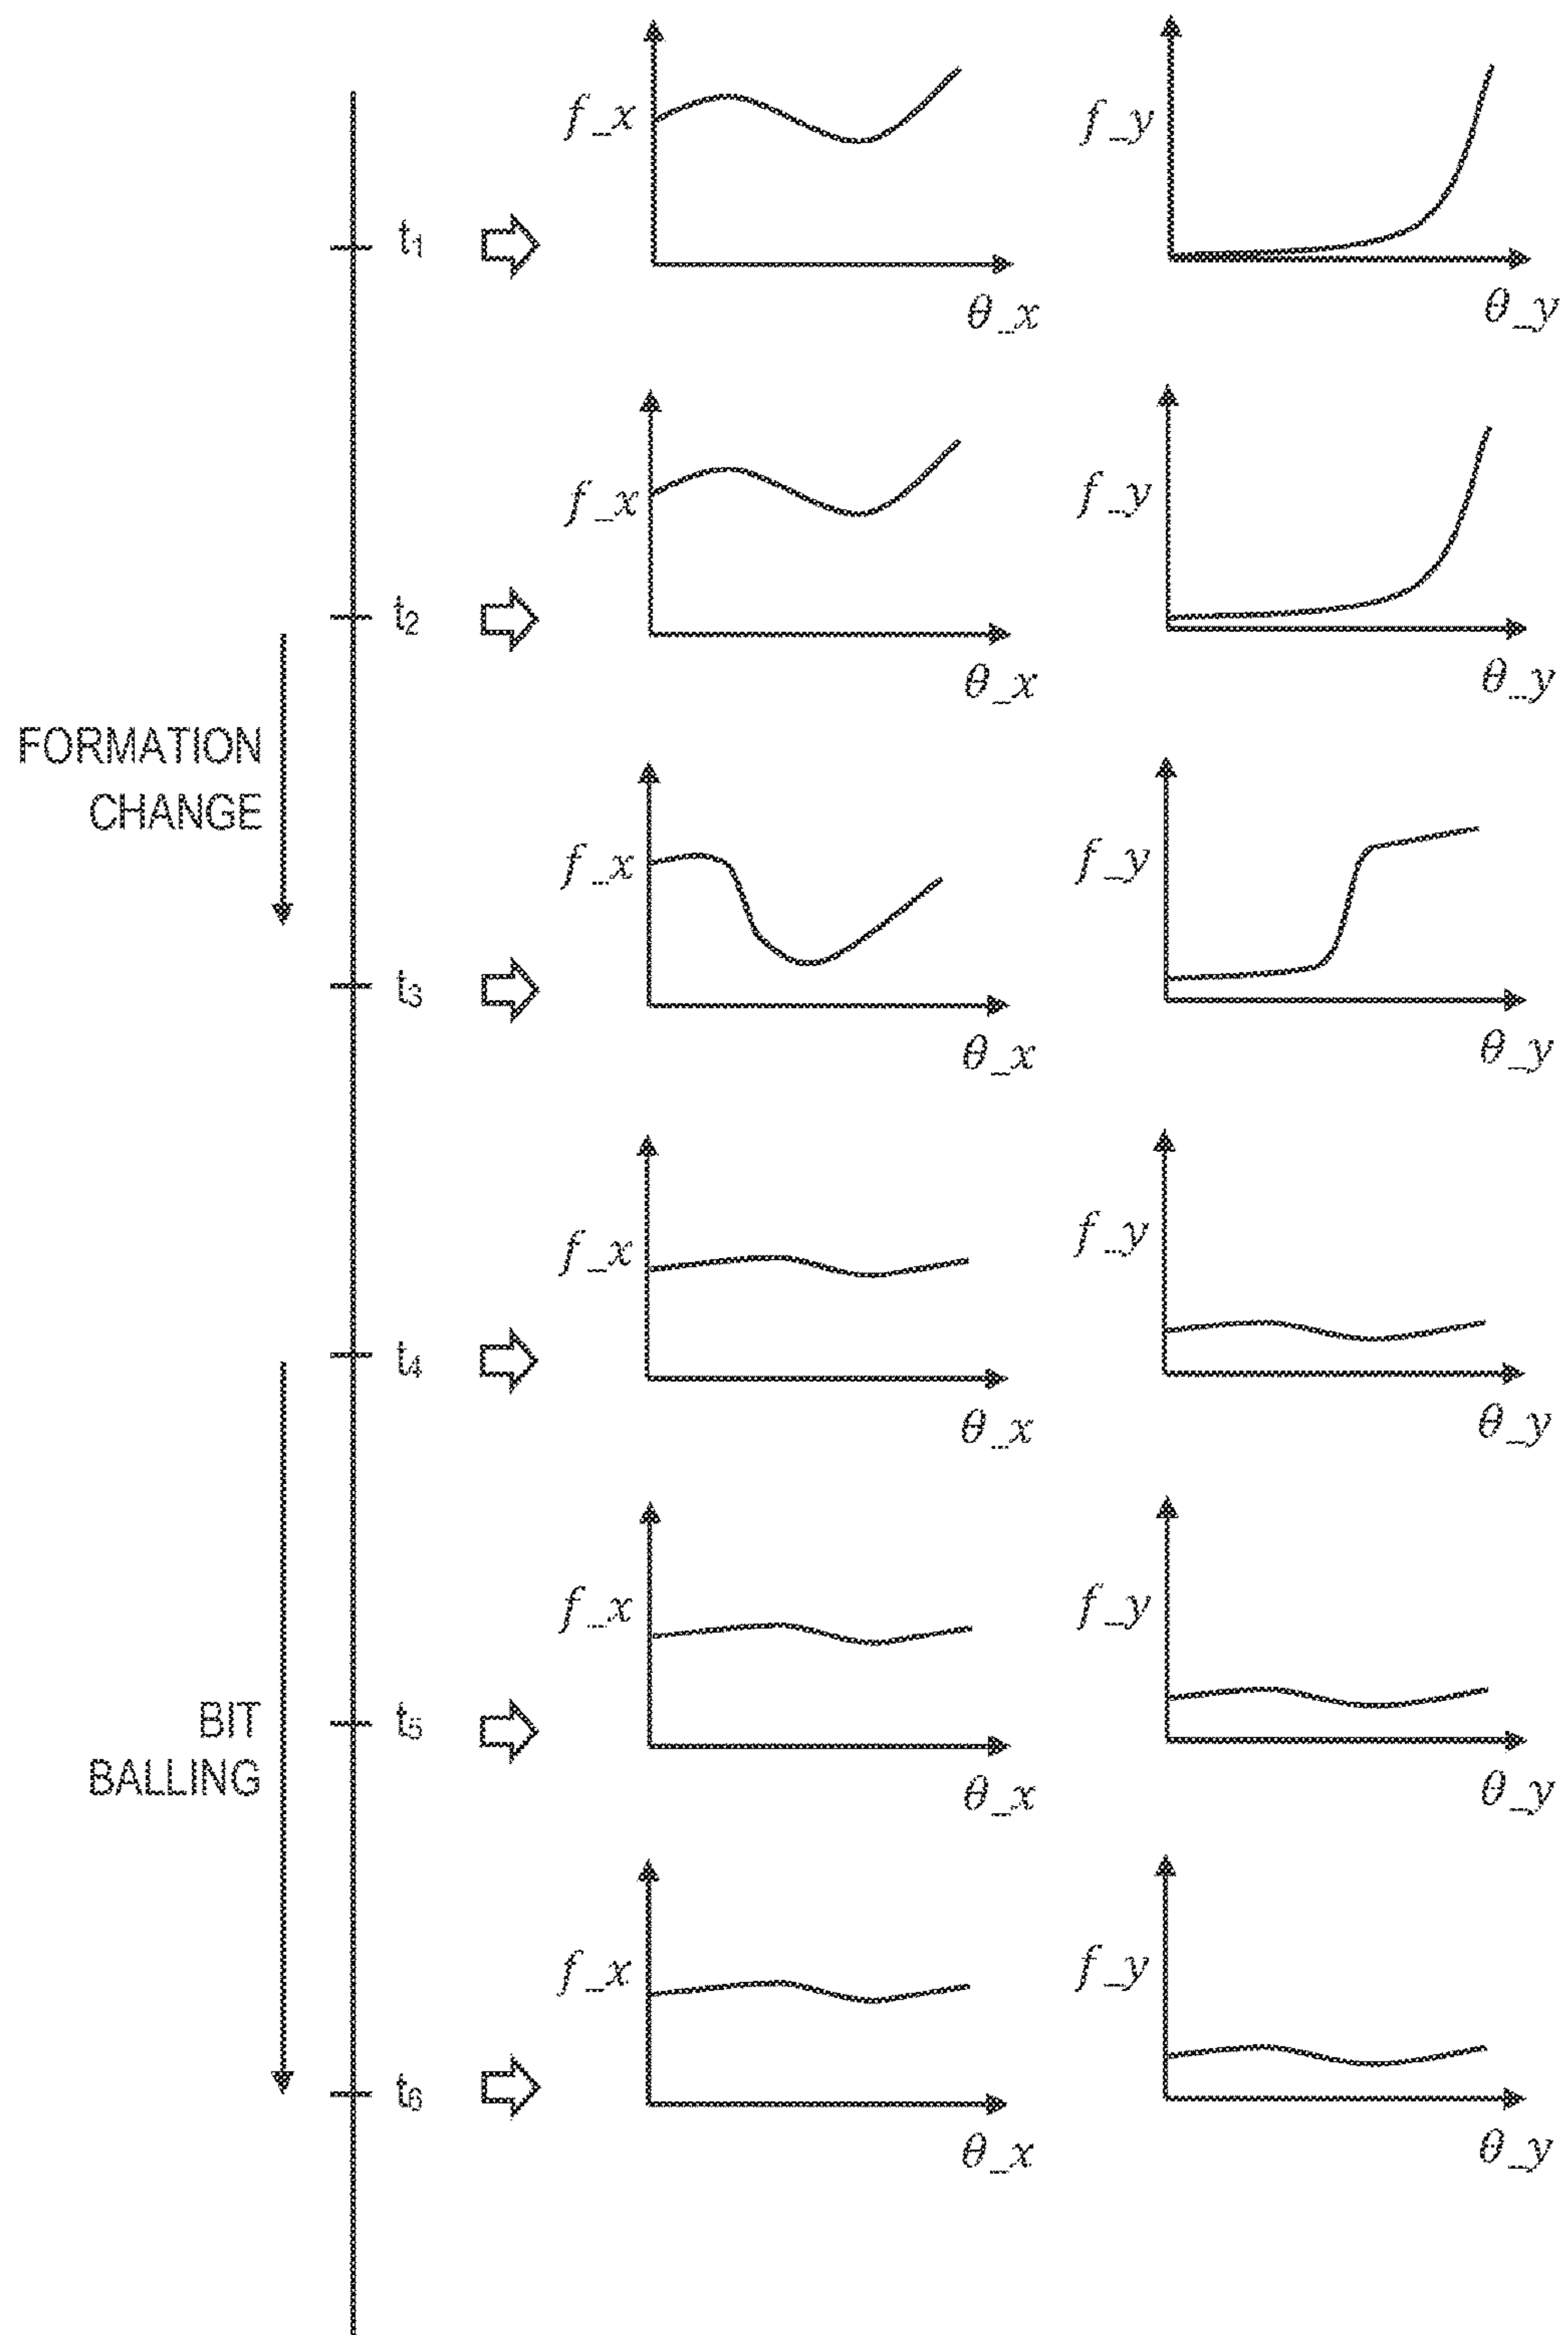 f_x
f_y
t₁
θ_x
θ_y
f_x
f_y
t₂
θ_x
θ_y
FORMATION
CHANGE
f_x
f_y
t₃
θ_x
θ_y
f_x
f_y
t₄
θ_x
θ_y
f_x
f_y
BIT
BALLING
t₅
θ_x
θ_y
f_x
f_y
t₆
θ_x
θ_y